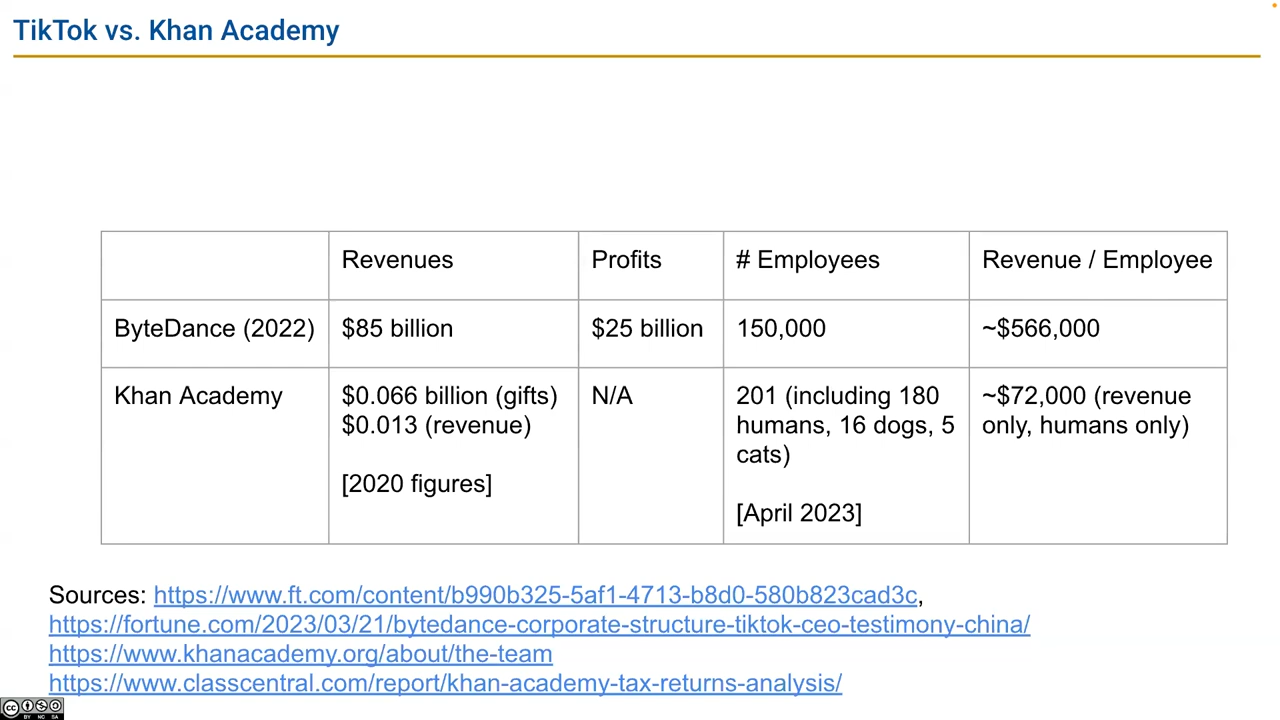 TikTok vs. Khan Academy
Revenues
Profits
# Employees
Revenue / Employee
ByteDance (2022)
$85 billion
$25 billion
150,000
~$566,000
Khan Academy
$0.066 billion (gifts)
$0.013 (revenue)
[2020 figures]
N/A
201 (including 180
humans, 16 dogs, 5
cats)
[April 2023]
~$72,000 (revenue
only, humans only)
Sources: https://www.ft.com/content/b990b325-5af1-4713-b8d0-580b823cad3c,
https://fortune.com/2023/03/21/bytedance-corporate-structure-tiktok-ceo-testimony-china/
https://www.khanacademy.org/about/the-team
https://www.classcentral.com/report/khan-academy-tax-returns-analysis/
cc
BY NC SA